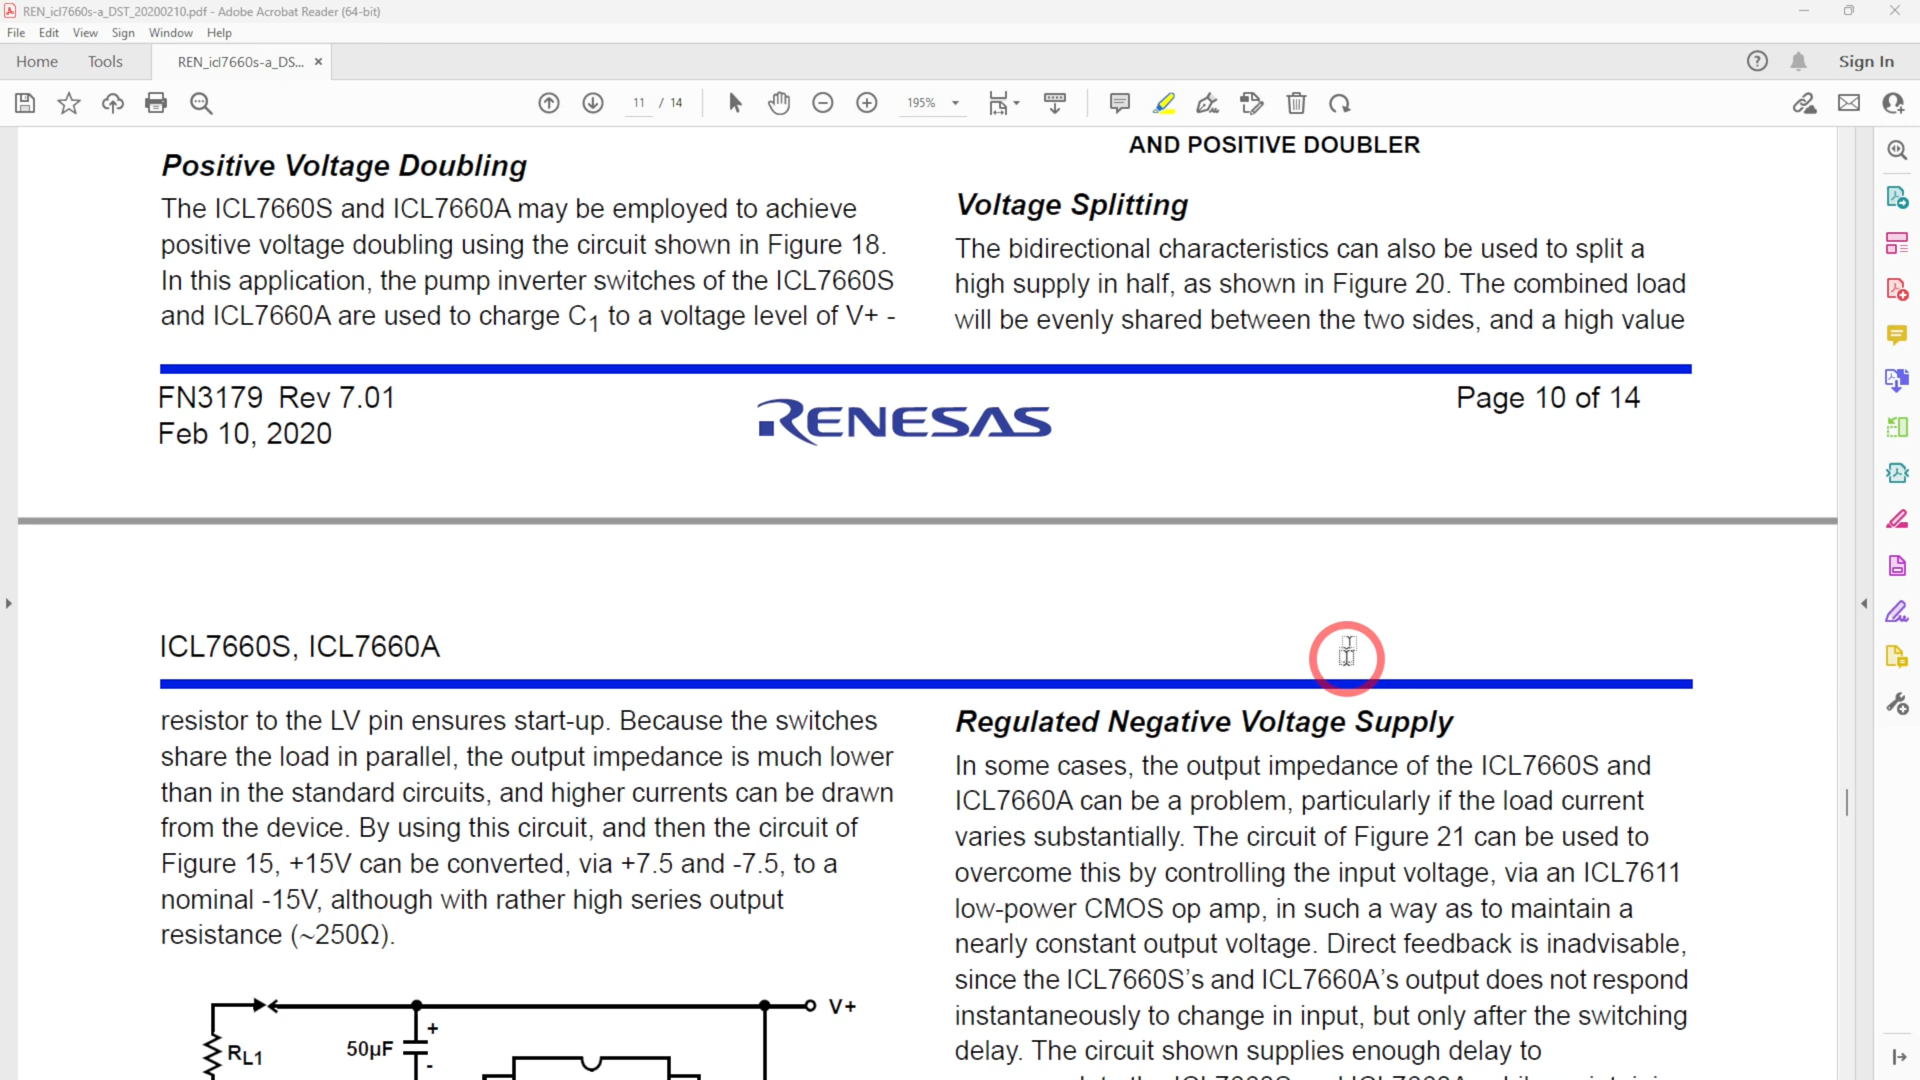 REN_icl7660s-a_DST_20200210.pdf - Adobe Acrobat Reader (64-bit)
File Edit View Sign Window Help
Home Tools REN_icl7660s-a_DS... × Sign In
11 / 14 195%
AND POSITIVE DOUBLER
Positive Voltage Doubling
The ICL7660S and ICL7660A may be employed to achieve
positive voltage doubling using the circuit shown in Figure 18.
In this application, the pump inverter switches of the ICL7660S
and ICL7660A are used to charge C1 to a voltage level of V+ -
Voltage Splitting
The bidirectional characteristics can also be used to split a
high supply in half, as shown in Figure 20. The combined load
will be evenly shared between the two sides, and a high value
FN3179 Rev 7.01
Feb 10, 2020
RENESAS
Page 10 of 14
ICL7660S, ICL7660A
resistor to the LV pin ensures start-up. Because the switches
share the load in parallel, the output impedance is much lower
than in the standard circuits, and higher currents can be drawn
from the device. By using this circuit, and then the circuit of
Figure 15, +15V can be converted, via +7.5 and -7.5, to a
nominal -15V, although with rather high series output
resistance (~250Ω).
V+
+
50µF
-
RL1
Regulated Negative Voltage Supply
In some cases, the output impedance of the ICL7660S and
ICL7660A can be a problem, particularly if the load current
varies substantially. The circuit of Figure 21 can be used to
overcome this by controlling the input voltage, via an ICL7611
low-power CMOS op amp, in such a way as to maintain a
nearly constant output voltage. Direct feedback is inadvisable,
since the ICL7660S's and ICL7660A's output does not respond
instantaneously to change in input, but only after the switching
delay. The circuit shown supplies enough delay to